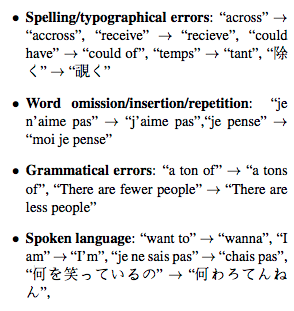 • Spelling/typographical errors: “across” →
“accross”, “receive” → “recieve”, “could
have” → “could of”, “temps” → “tant”, “除
く” → “覗く”
• Word omission/insertion/repetition: “je
n’aime pas” → “j’aime pas”,“je pense” →
“moi je pense”
• Grammatical errors: “a ton of” → “a tons
of”, “There are fewer people” → “There are
less people”
• Spoken language: “want to” → “wanna”, “I
am” → “I’m”, “je ne sais pas” → “chais pas”,
“何を笑っているの” → “何わろてんね
ん”,